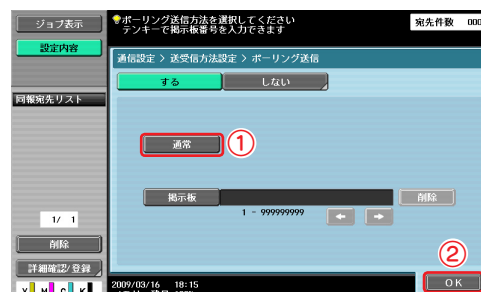 ジョブ表示
設定内容
同報宛先リスト
1/ 1
削除
詳細確認/登録
Y M C K
ポーリング送信方法を選択してください
テンキーで掲示板番号を入力できます
宛先件数 000
通信設定 > 送受信方法設定 > ポーリング送信
する しない
通常 ①
掲示板 削除
1 - 999999999
← →
②
2009/03/16 18:15
OK